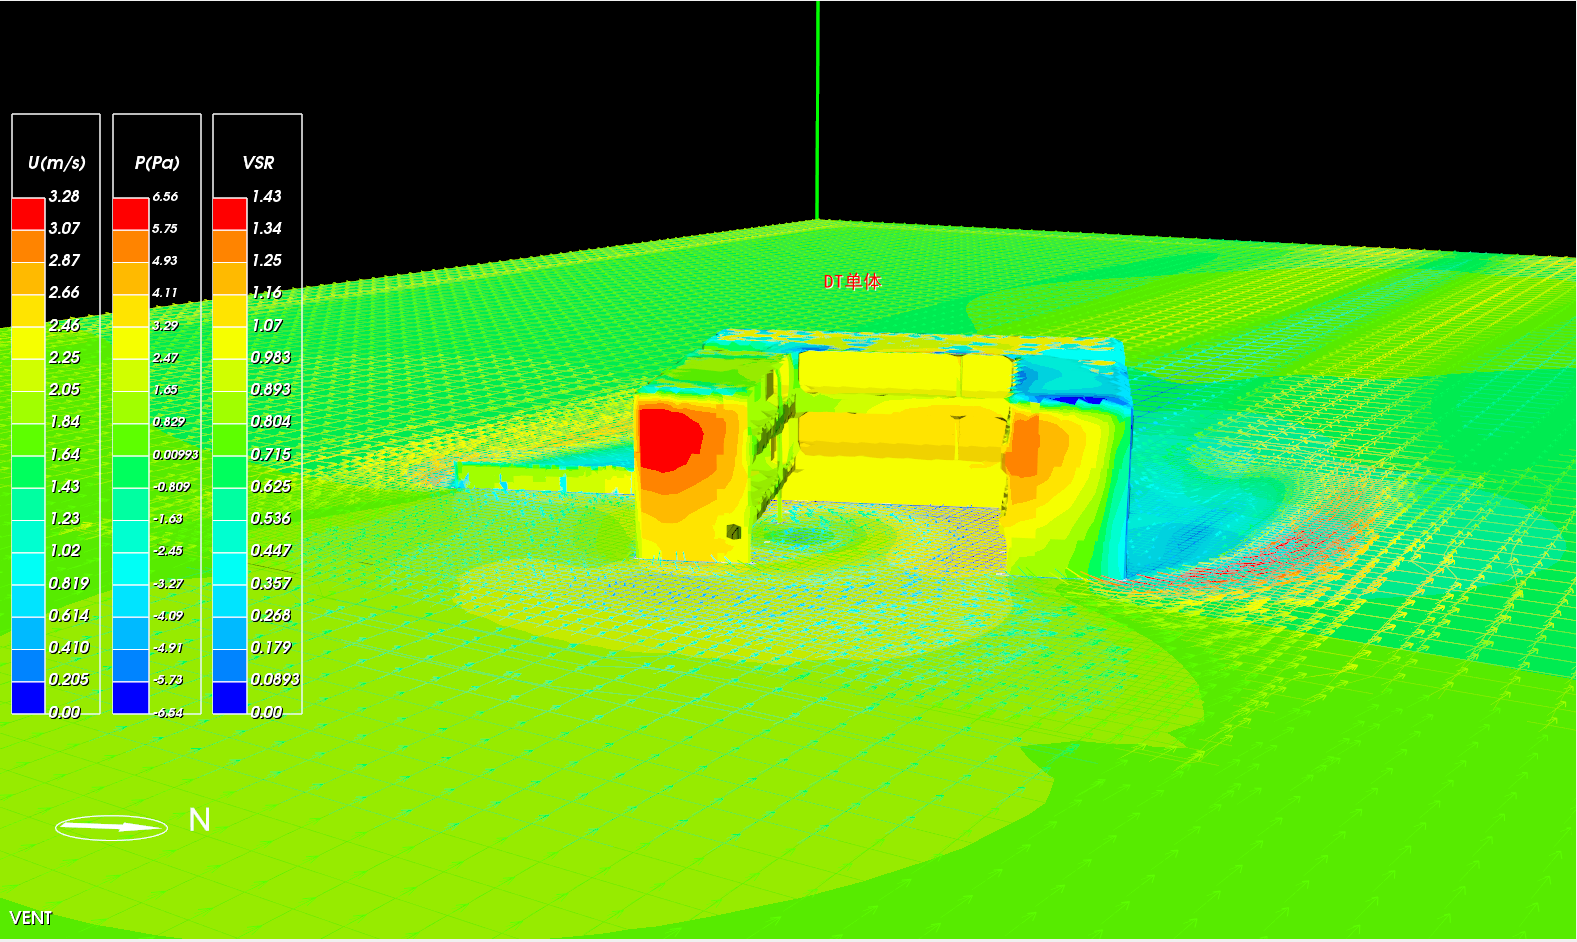 U(m/s) P(Pa) VSR
3.28 6.56 1.43
3.07 5.75 1.34
2.87 4.93 1.25
2.66 4.11 1.16
2.46 3.29 1.07
2.25 2.47 0.983
2.05 1.65 0.893
1.84 0.829 0.804
1.64 0.00993 0.715
1.43 -0.809 0.625
1.23 -1.63 0.536
1.02 -2.45 0.447
0.819 -3.27 0.357
0.614 -4.09 0.268
0.410 -4.91 0.179
0.205 -5.73 0.0893
0.00 -6.54 0.00
DT单体
N
VENT